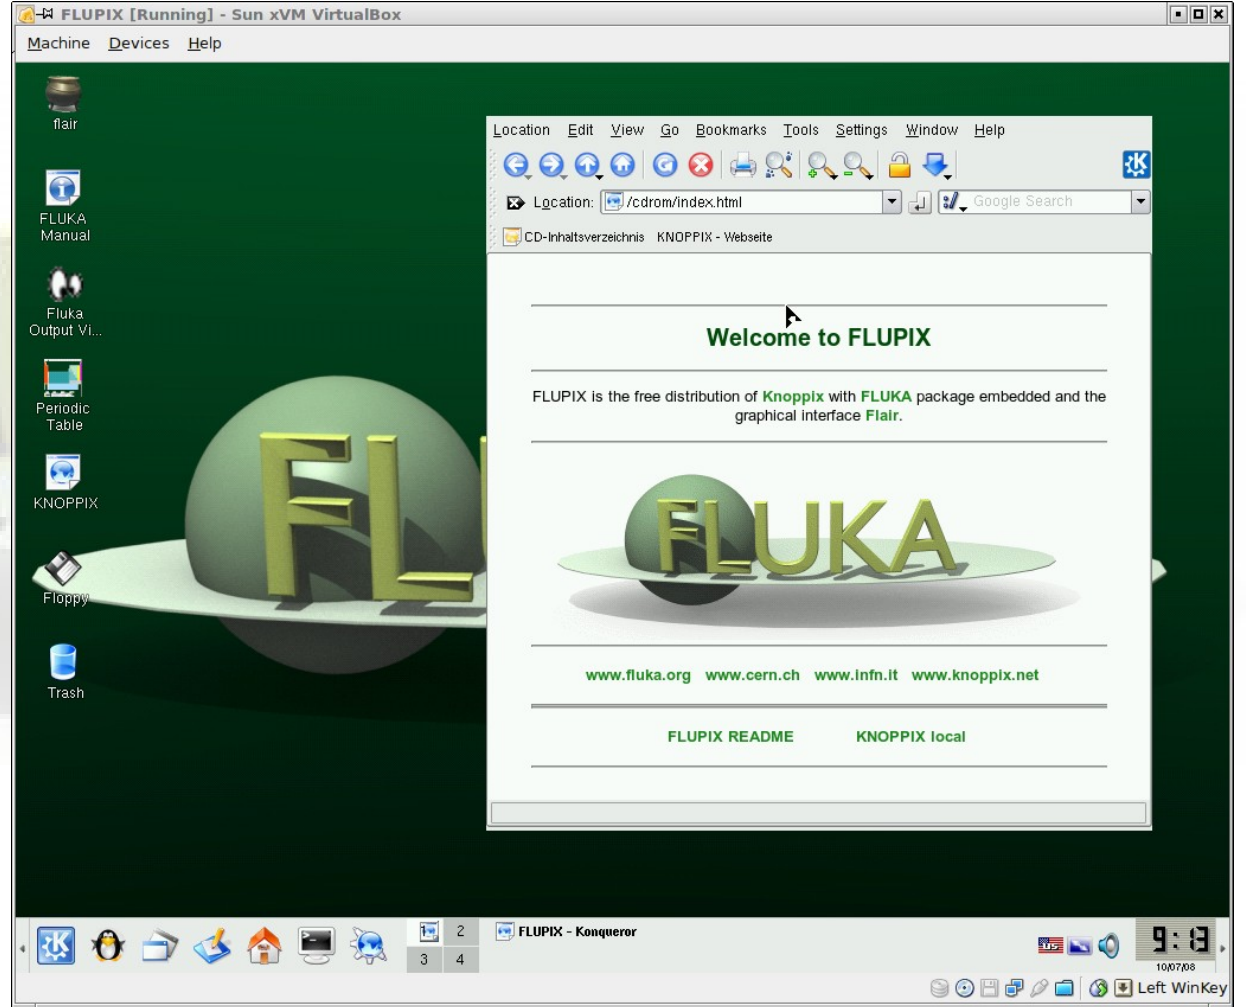 FLUPIX [Running] - Sun xVM VirtualBox
Machine Devices Help
flair
FLUKA
Manual
Fluka
Output Vi...
Periodic
Table
KNOPPIX
Floppy
Trash
FL
Location Edit View Go Bookmarks Tools Settings Window Help
Location: /cdrom/index.html Google Search
CD-Inhaltsverzeichnis KNOPPIX - Webseite
Welcome to FLUPIX
FLUPIX is the free distribution of Knoppix with FLUKA package embedded and the
graphical interface Flair.
FLUKA
www.fluka.org www.cern.ch www.infn.it www.knoppix.net
FLUPIX README KNOPPIX local
2
3 4
FLUPIX - Konqueror
US
9:13
10/07/08
Left WinKey